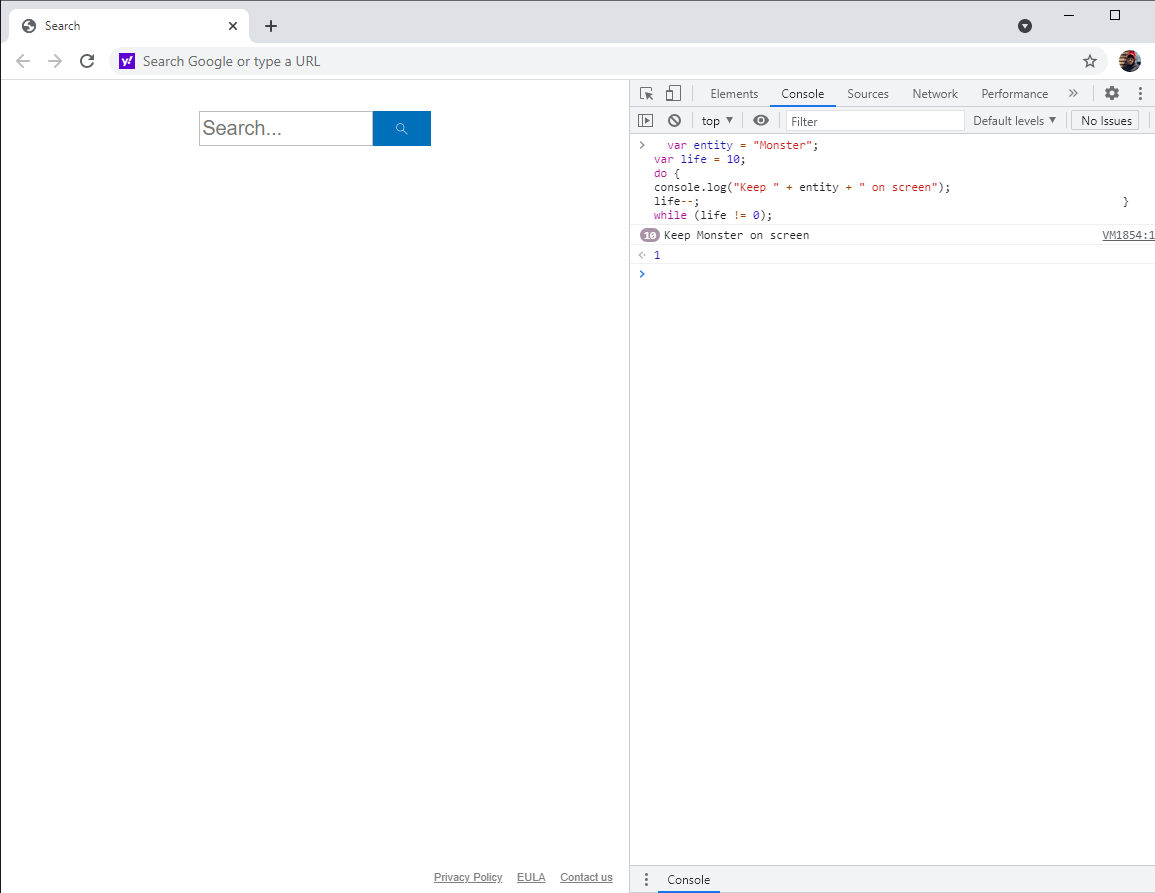 Search
y!
Search Google or type a URL
Search...
Elements
Console
Sources
Network
Performance
top
Filter
Default levels
No Issues
var entity = "Monster";
var life = 10;
do {
console.log("Keep " + entity + " on screen");
life--; }
while (life != 0);
10 Keep Monster on screen VM1854:1
1
Privacy Policy EULA Contact us
Console